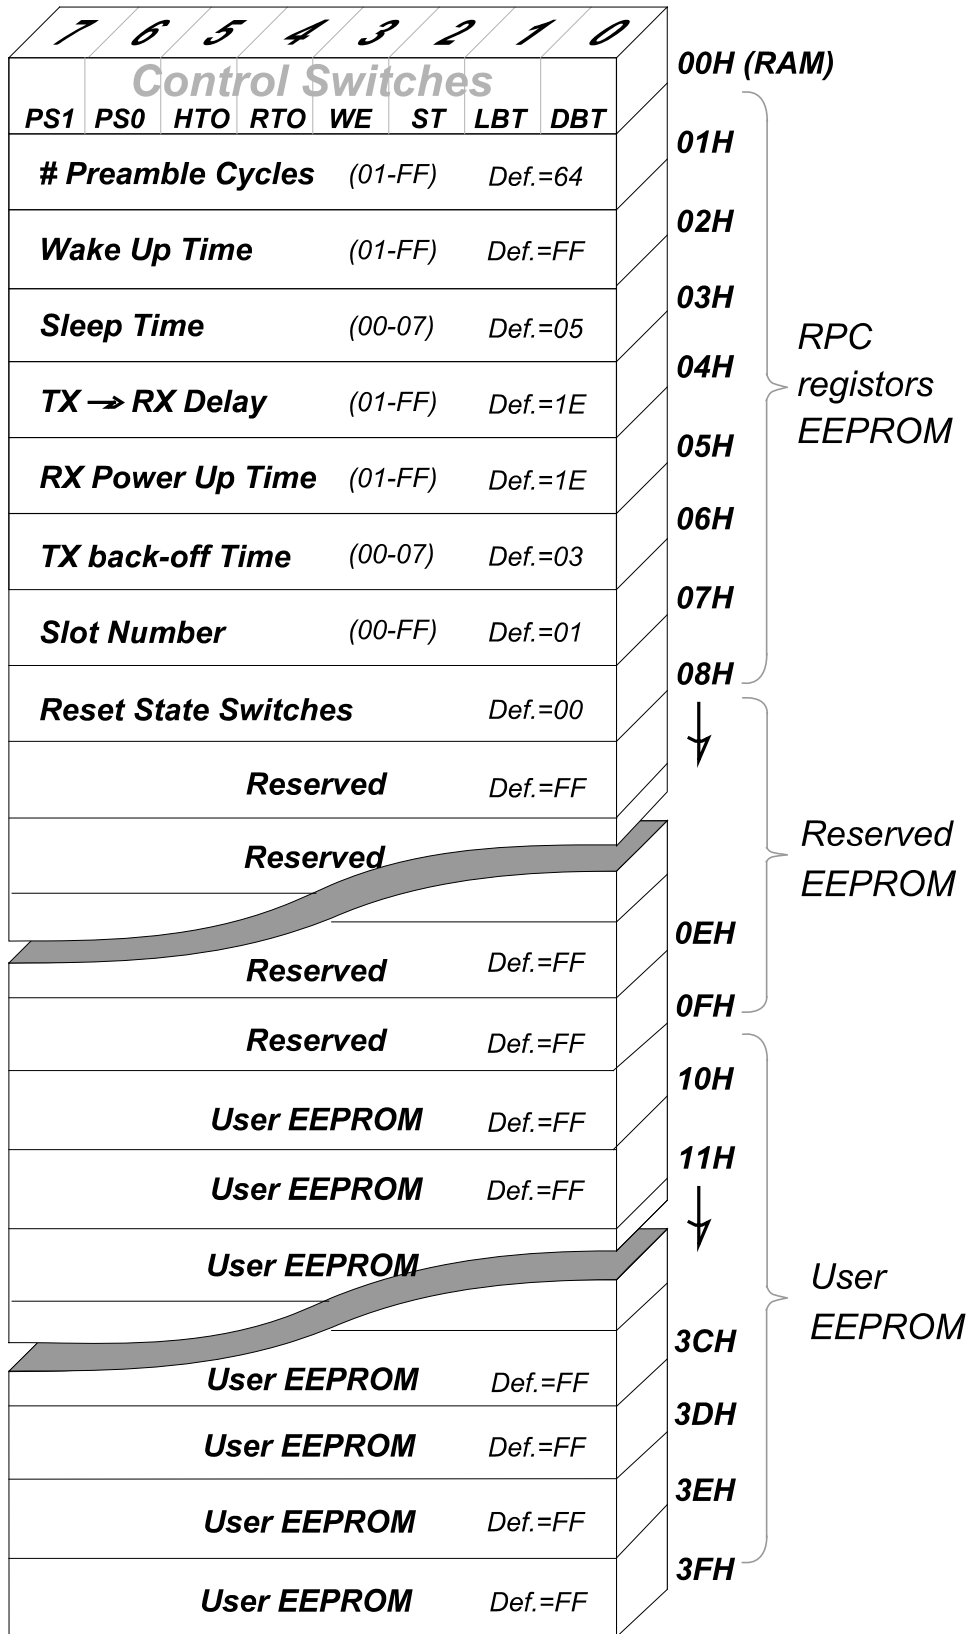 7 6 5 4 3 2 1 0
00H (RAM)
Control Switches
PS1 PS0 HTO RTO WE ST LBT DBT
01H
# Preamble Cycles (01-FF) Def.=64
02H
Wake Up Time (01-FF) Def.=FF
03H
Sleep Time (00-07) Def.=05
04H
TX → RX Delay (01-FF) Def.=1E
05H
RX Power Up Time (01-FF) Def.=1E
06H
TX back-off Time (00-07) Def.=03
07H
Slot Number (00-FF) Def.=01
08H
Reset State Switches Def.=00
RPC
registors
EEPROM
Reserved Def.=FF
Reserved
0EH
Reserved Def.=FF
0FH
Reserved Def.=FF
Reserved
EEPROM
10H
User EEPROM Def.=FF
11H
User EEPROM Def.=FF
User EEPROM
3CH
User EEPROM Def.=FF
3DH
User EEPROM Def.=FF
3EH
User EEPROM Def.=FF
3FH
User EEPROM Def.=FF
User
EEPROM